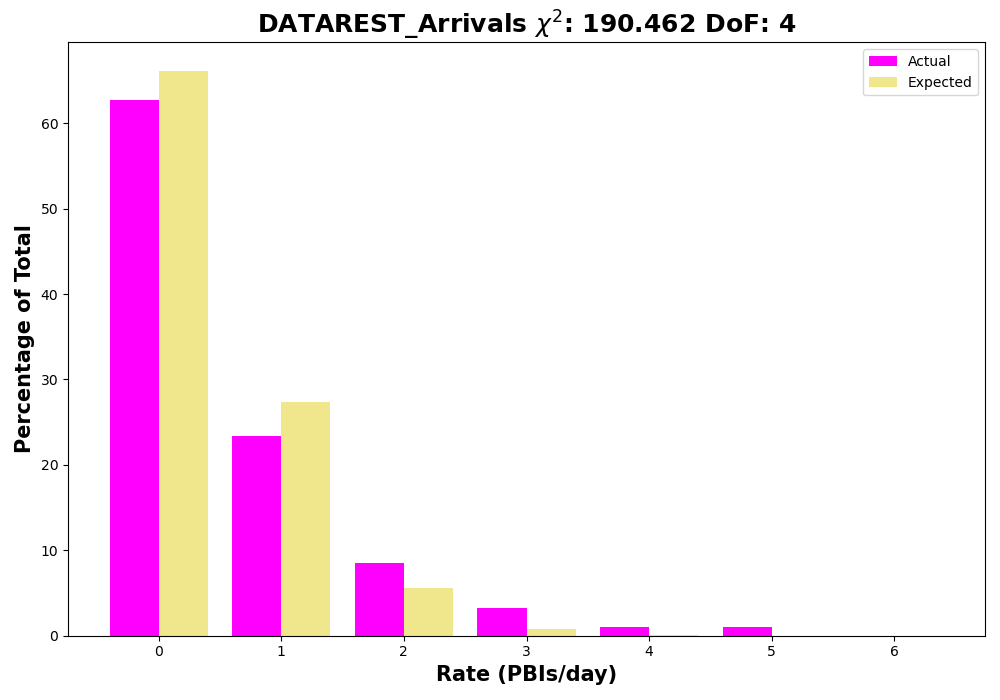 DATAREST_Arrivals χ²: 190.462 DoF: 4
Actual
Expected
Percentage of Total
60
50
40
30
20
10
0
0 1 2 3 4 5 6
Rate (PBIs/day)